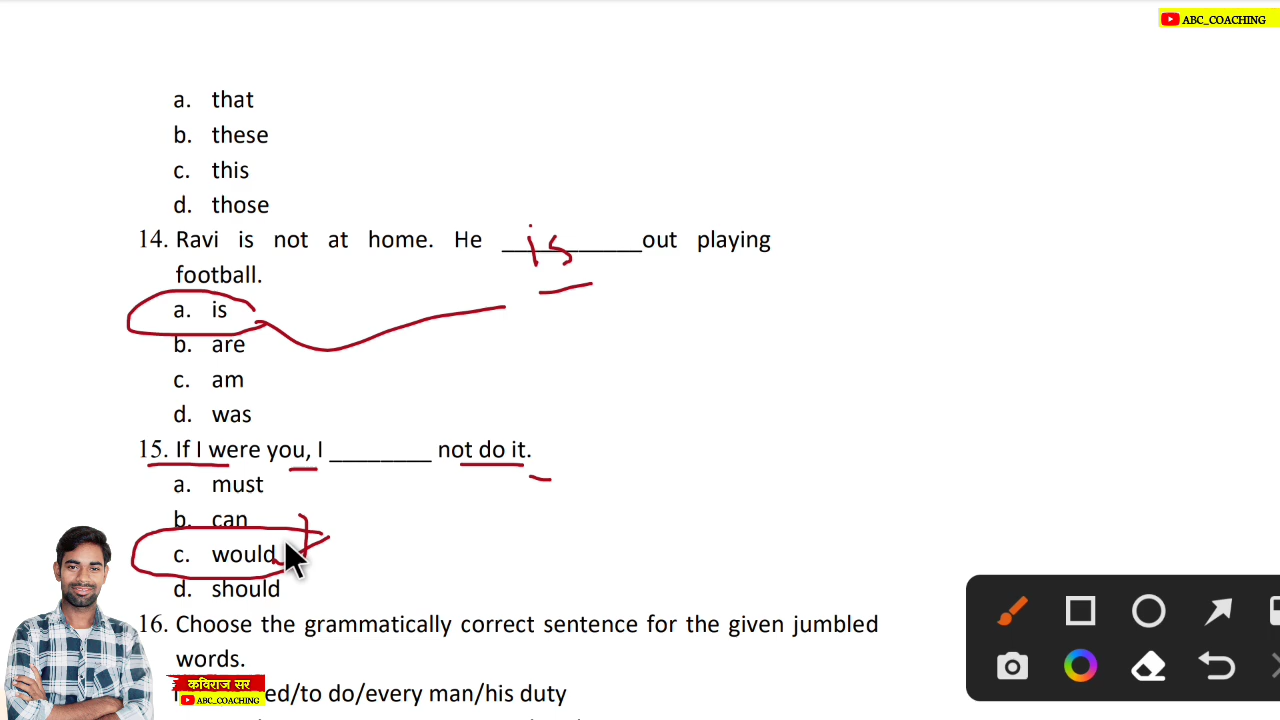 ABC_COACHING
a. that
b. these
c. this
d. those
14. Ravi is not at home. He ___is___out playing
football.
a. is
b. are
c. am
d. was
15. If I were you, I ________ not do it.
a. must
b. can
c. would
d. should
16. Choose the grammatically correct sentence for the given jumbled
words.
ed/to do/every man/his duty
कविराज सर
ABC_COACHING